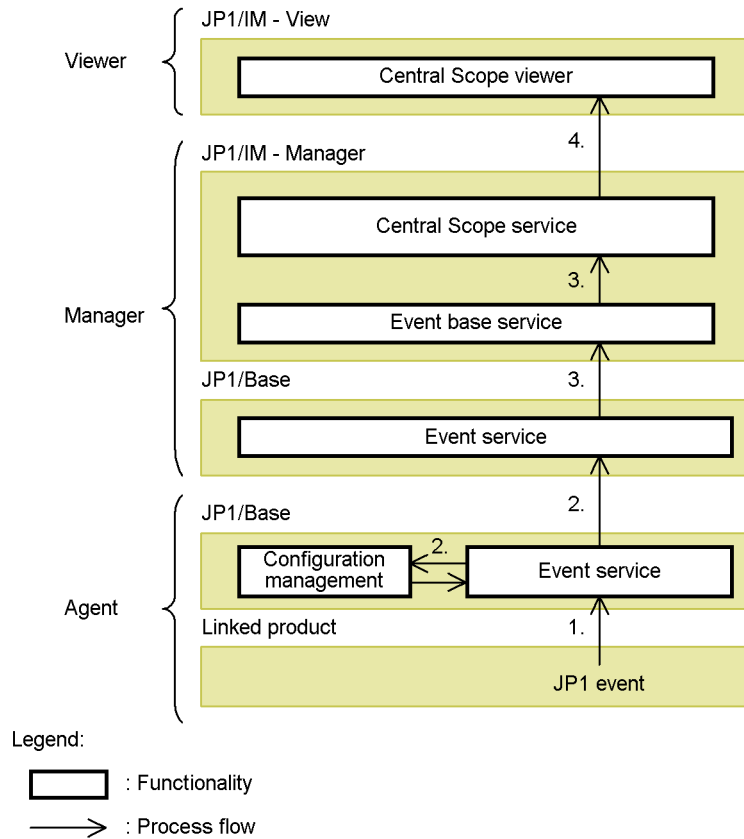 JP1/IM - View
Viewer
Central Scope viewer
4.
JP1/IM - Manager
Central Scope service
3.
Manager
Event base service
JP1/Base
3.
Event service
JP1/Base
2.
2.
Configuration
management
Event service
Agent
Linked product
1.
JP1 event
Legend:
: Functionality
: Process flow